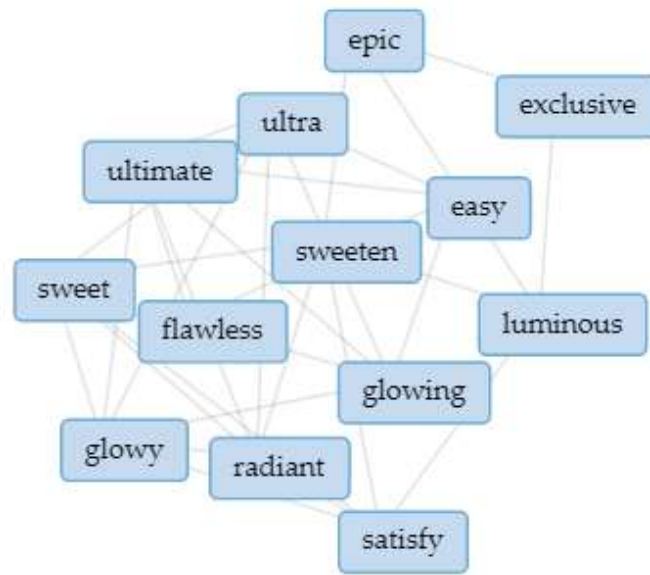 epic
exclusive
ultra
ultimate
easy
sweeten
sweet
flawless
luminous
glowing
glowy
radiant
satisfy